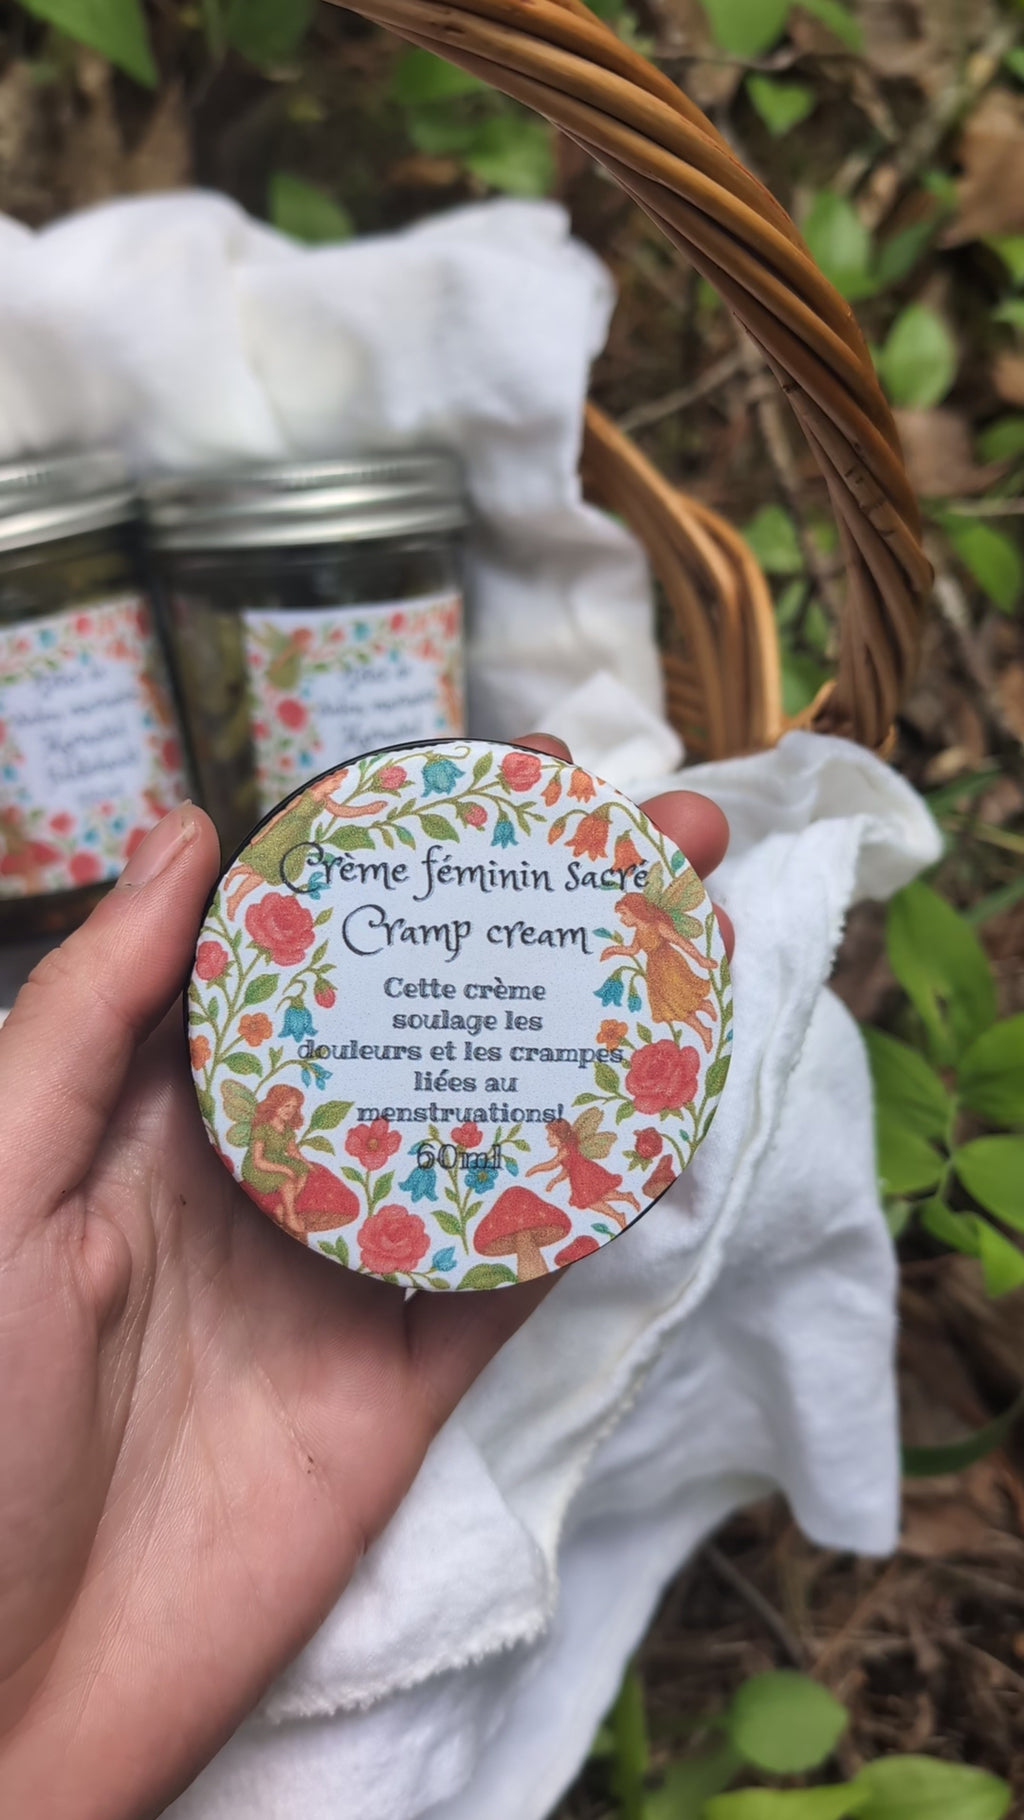 Crème féminin Sacré
Cramp cream
Cette crème
soulage les
douleurs et les crampes
liées au
menstruations!
60ml